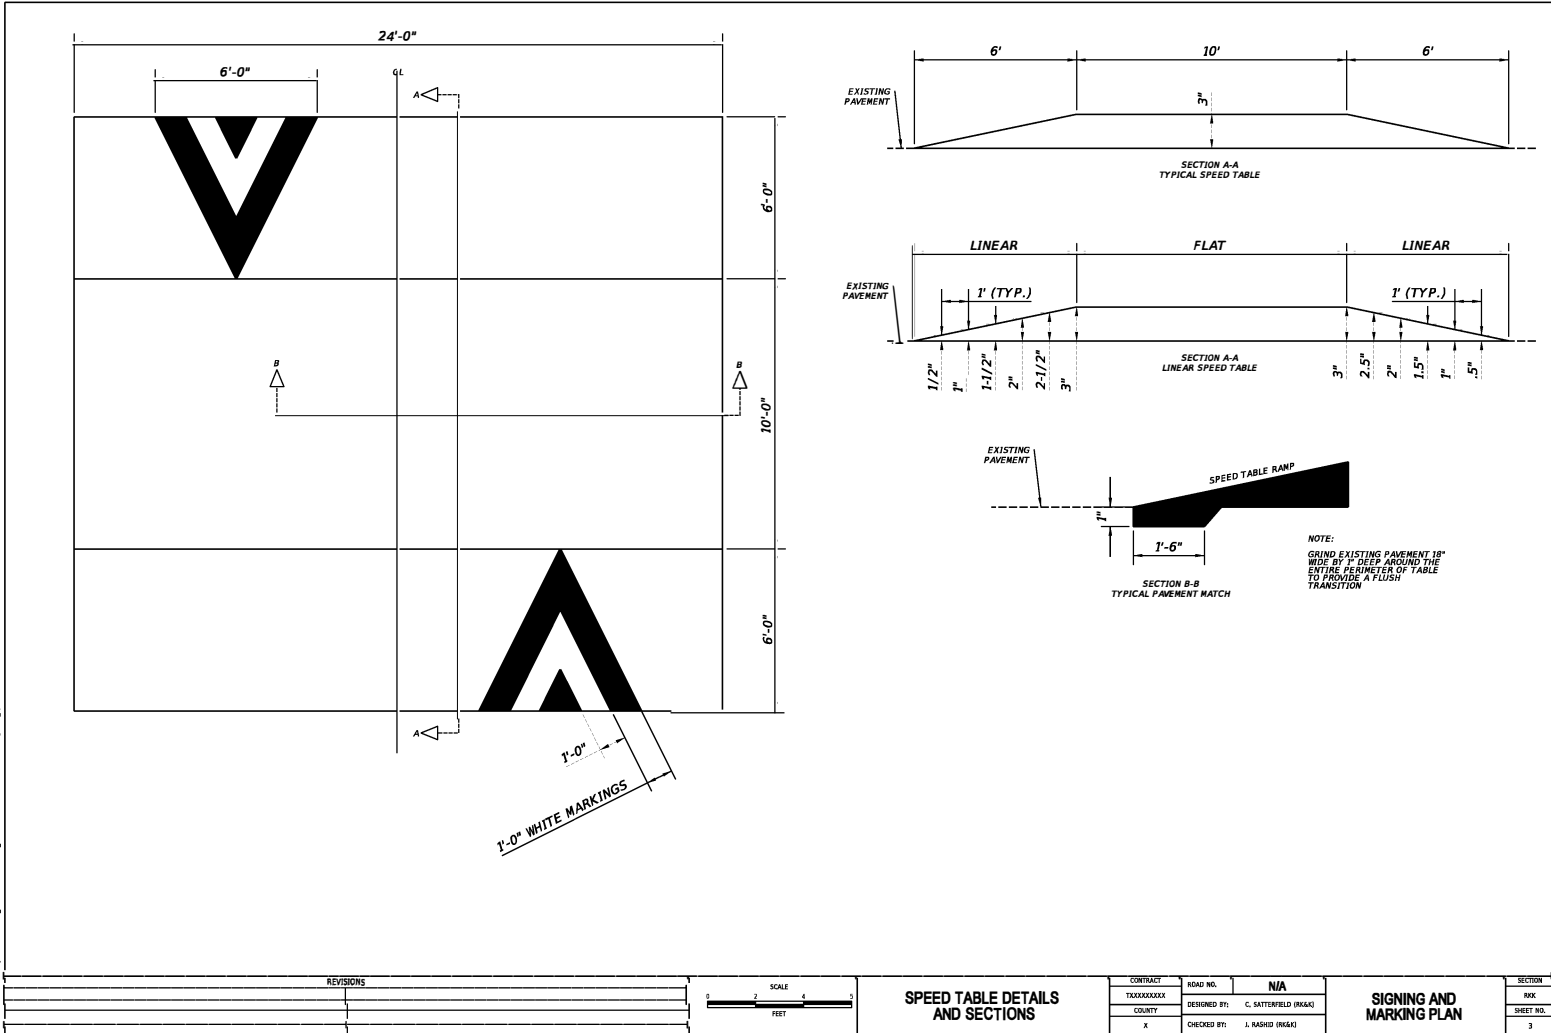 24'-0"
6'-0"
CL
A
6'-0"
B
B
10'-0"
6'-0"
A
1'-0"
1'-0" WHITE MARKINGS
6'
10'
6'
EXISTING
PAVEMENT
3"
SECTION A-A
TYPICAL SPEED TABLE
LINEAR
FLAT
LINEAR
EXISTING
PAVEMENT
1' (TYP.)
1' (TYP.)
1/2"
1"
1-1/2"
2"
2-1/2"
3"
3"
2.5"
2"
1.5"
1"
.5"
SECTION A-A
LINEAR SPEED TABLE
EXISTING
PAVEMENT
SPEED TABLE RAMP
1"
1'-6"
SECTION B-B
TYPICAL PAVEMENT MATCH
NOTE:
GRIND EXISTING PAVEMENT 18"
WIDE BY 1" DEEP AROUND THE
ENTIRE PERIMETER OF TABLE
TO PROVIDE A FLUSH
TRANSITION
REVISIONS
SCALE
0 2 4 5
FEET
SPEED TABLE DETAILS
AND SECTIONS
CONTRACT
TXXXXXXXXX
COUNTY
X
ROAD NO. N/A
DESIGNED BY: C. SATTERFIELD (RK&K)
CHECKED BY: J. RASHID (RK&K)
SIGNING AND
MARKING PLAN
SECTION
RKK
SHEET NO.
3